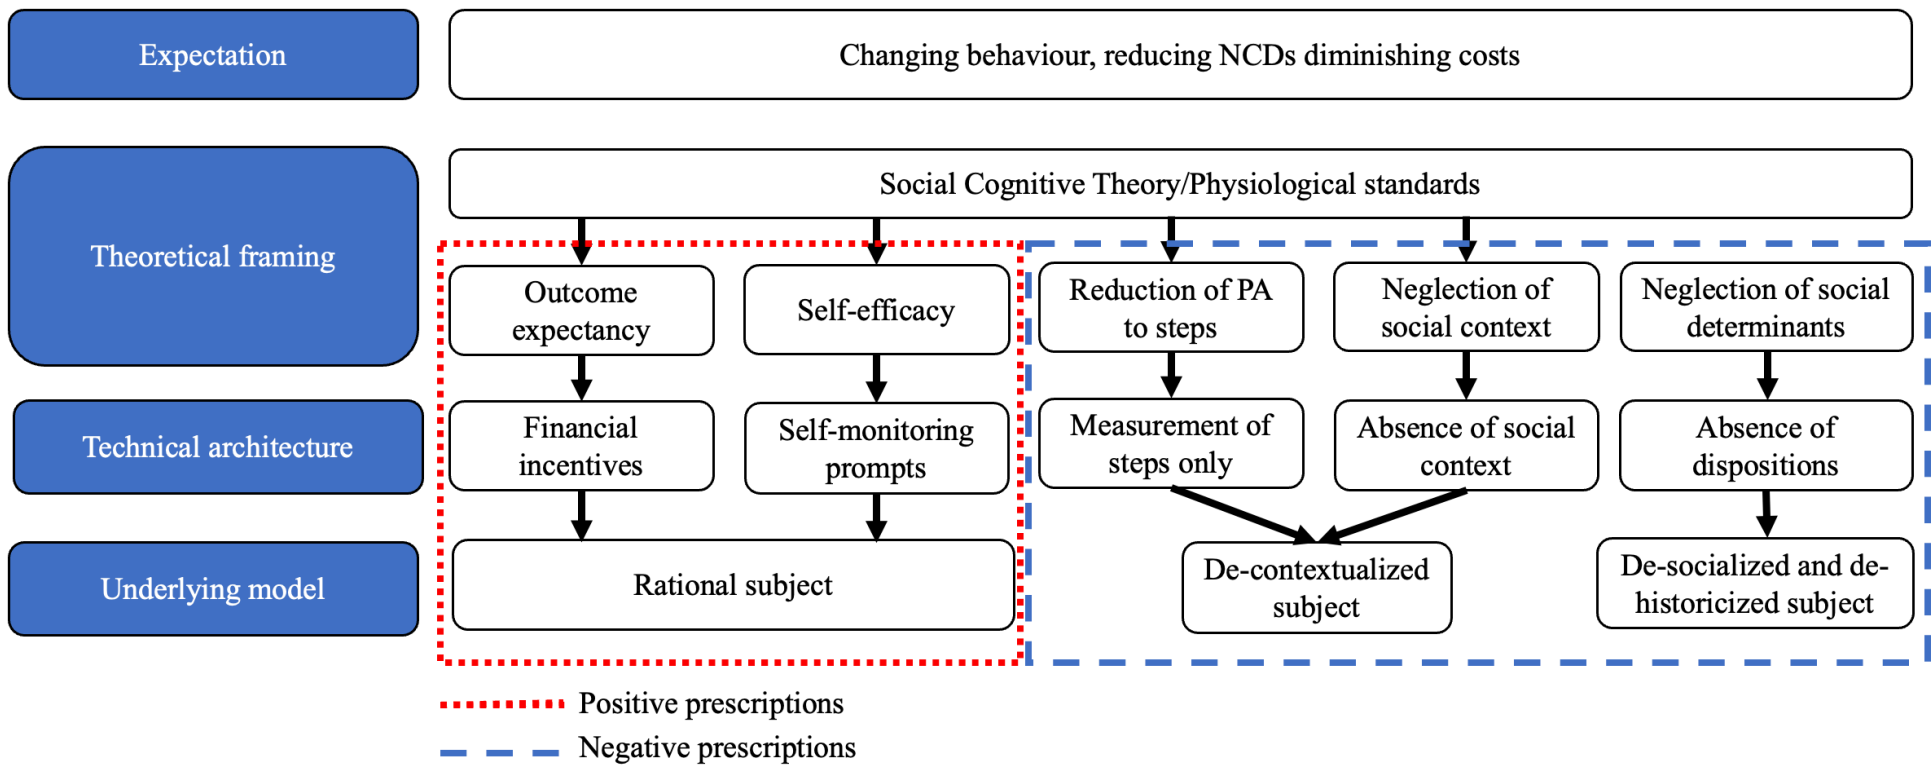 Expectation
Changing behaviour, reducing NCDs diminishing costs
Theoretical framing
Social Cognitive Theory/Physiological standards
Outcome
expectancy
Self-efficacy
Reduction of PA
to steps
Neglection of
social context
Neglection of social
determinants
Technical architecture
Financial
incentives
Self-monitoring
prompts
Measurement of
steps only
Absence of social
context
Absence of
dispositions
Underlying model
Rational subject
De-contextualized
subject
De-socialized and de-
historicized subject
Positive prescriptions
Negative prescriptions